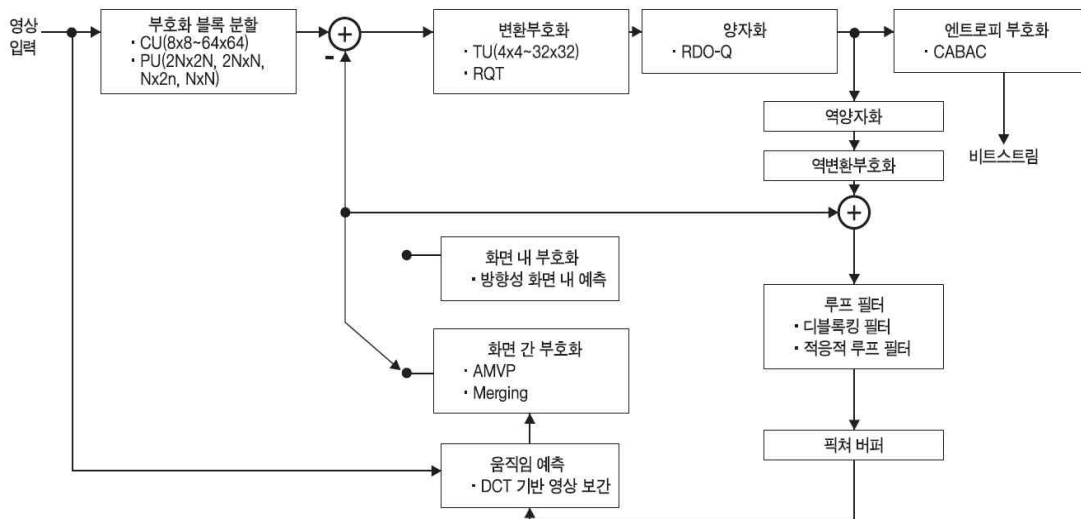 영상
입력
부호화 블록 분할
· CU(8x8~64x64)
· PU(2Nx2N, 2NxN,
Nx2n, NxN)
-
+
변환부호화
· TU(4x4~32x32)
· RQT
양자화
· RDO-Q
엔트로피 부호화
· CABAC
역양자화
비트스트림
역변환부호화
+
화면 내 부호화
· 방향성 화면 내 예측
루프 필터
· 디블록킹 필터
· 적응적 루프 필터
화면 간 부호화
· AMVP
· Merging
픽쳐 버퍼
움직임 예측
· DCT 기반 영상 보간